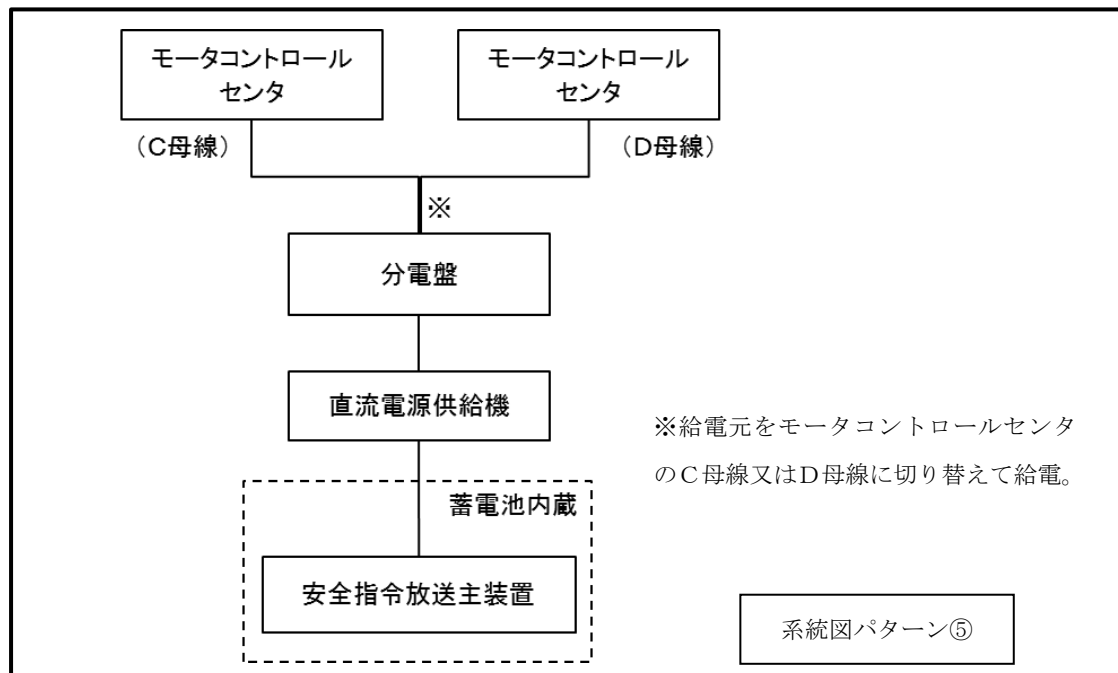 モータコントロール
センタ
モータコントロール
センタ
（C母線）
（D母線）
※
分電盤
直流電源供給機
※給電元をモータコントロールセンタ
のＣ母線又はＤ母線に切り替えて給電。
蓄電池内蔵
安全指令放送主装置
系統図パターン⑤